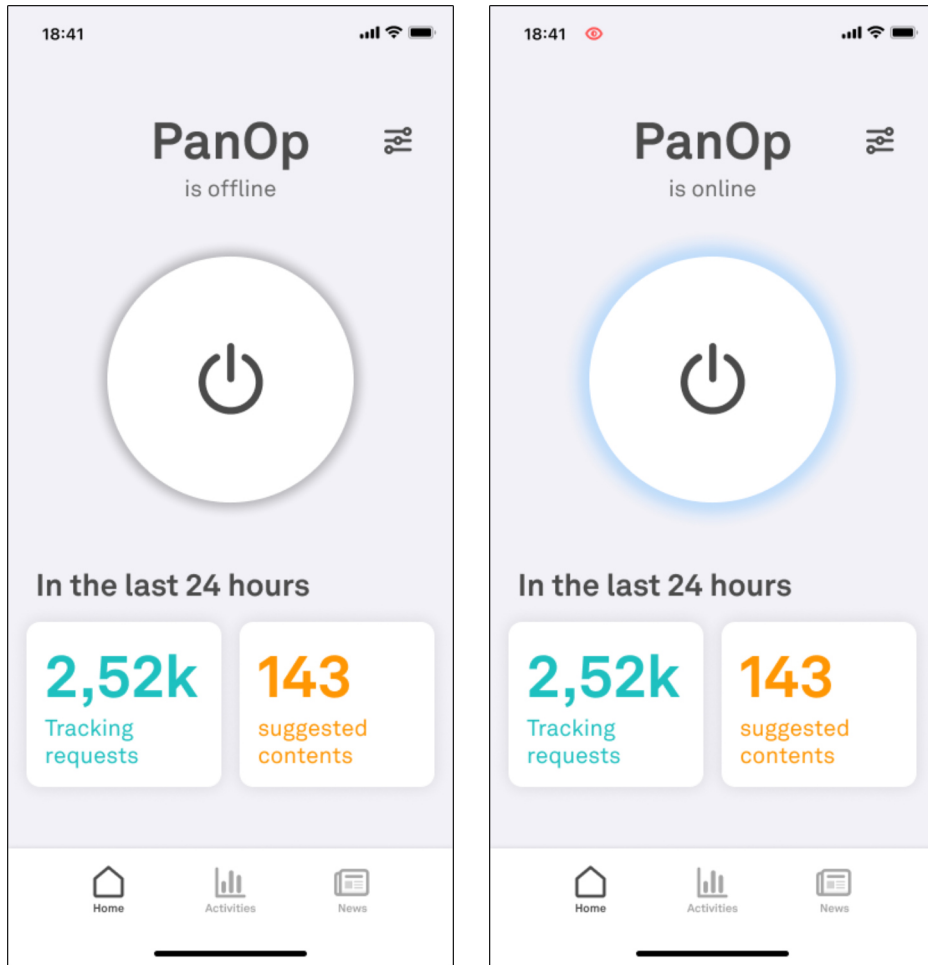 18:41
PanOp
is offline
In the last 24 hours
2,52k
Tracking
requests
143
suggested
contents
Home
Activities
News
18:41
PanOp
is online
In the last 24 hours
2,52k
Tracking
requests
143
suggested
contents
Home
Activities
News